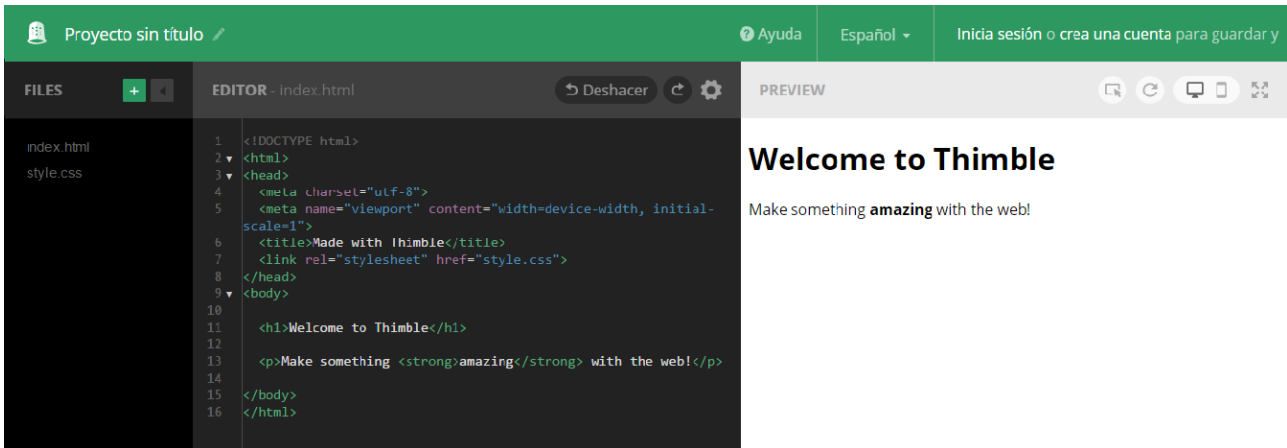 Proyecto sin título
Ayuda
Español
Inicia sesión o crea una cuenta para guardar y
FILES
EDITOR - index.html
Deshacer
PREVIEW
index.html
style.css
1 <!DOCTYPE html>
2 <html>
3 <head>
4 <meta charset="utf-8">
5 <meta name="viewport" content="width=device-width, initial-
scale=1">
6 <title>Made with Thimble</title>
7 <link rel="stylesheet" href="style.css">
8 </head>
9 <body>
10
11 <h1>Welcome to Thimble</h1>
12
13 <p>Make something <strong>amazing</strong> with the web!</p>
14
15 </body>
16 </html>
Welcome to Thimble
Make something amazing with the web!